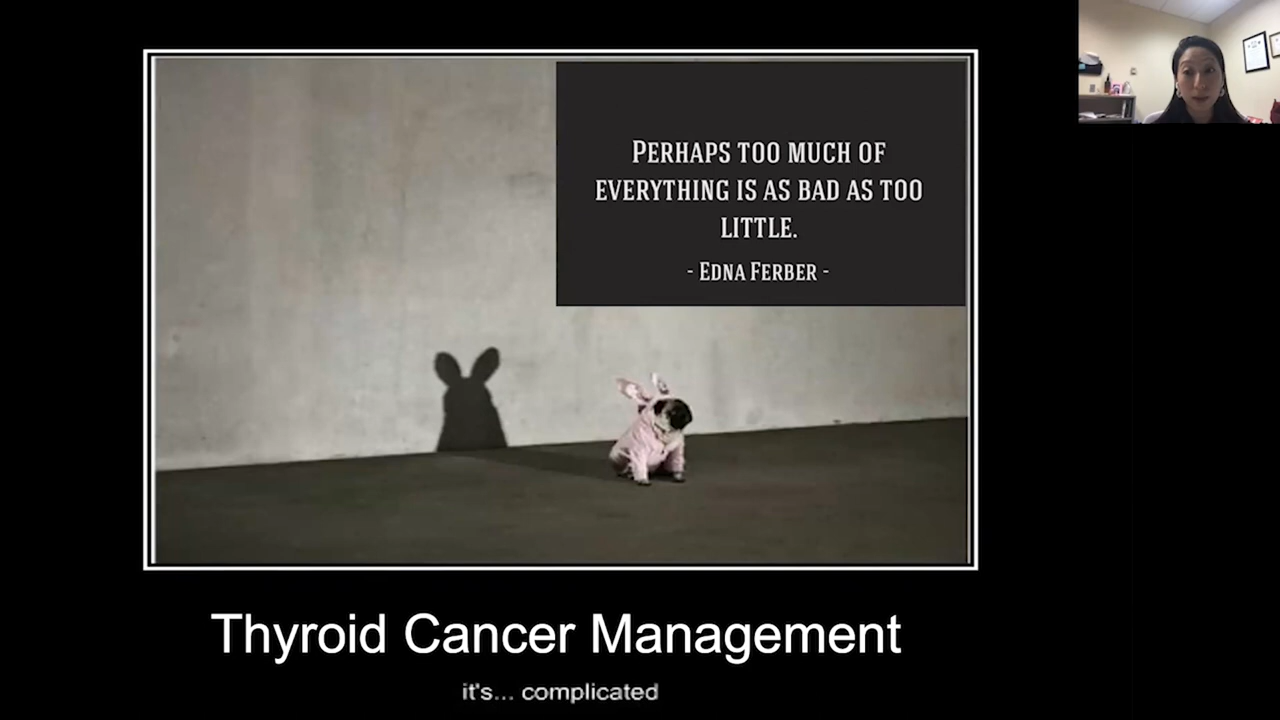 PERHAPS TOO MUCH OF
EVERYTHING IS AS BAD AS TOO
LITTLE.
- EDNA FERBER -
Thyroid Cancer Management
it's... complicated